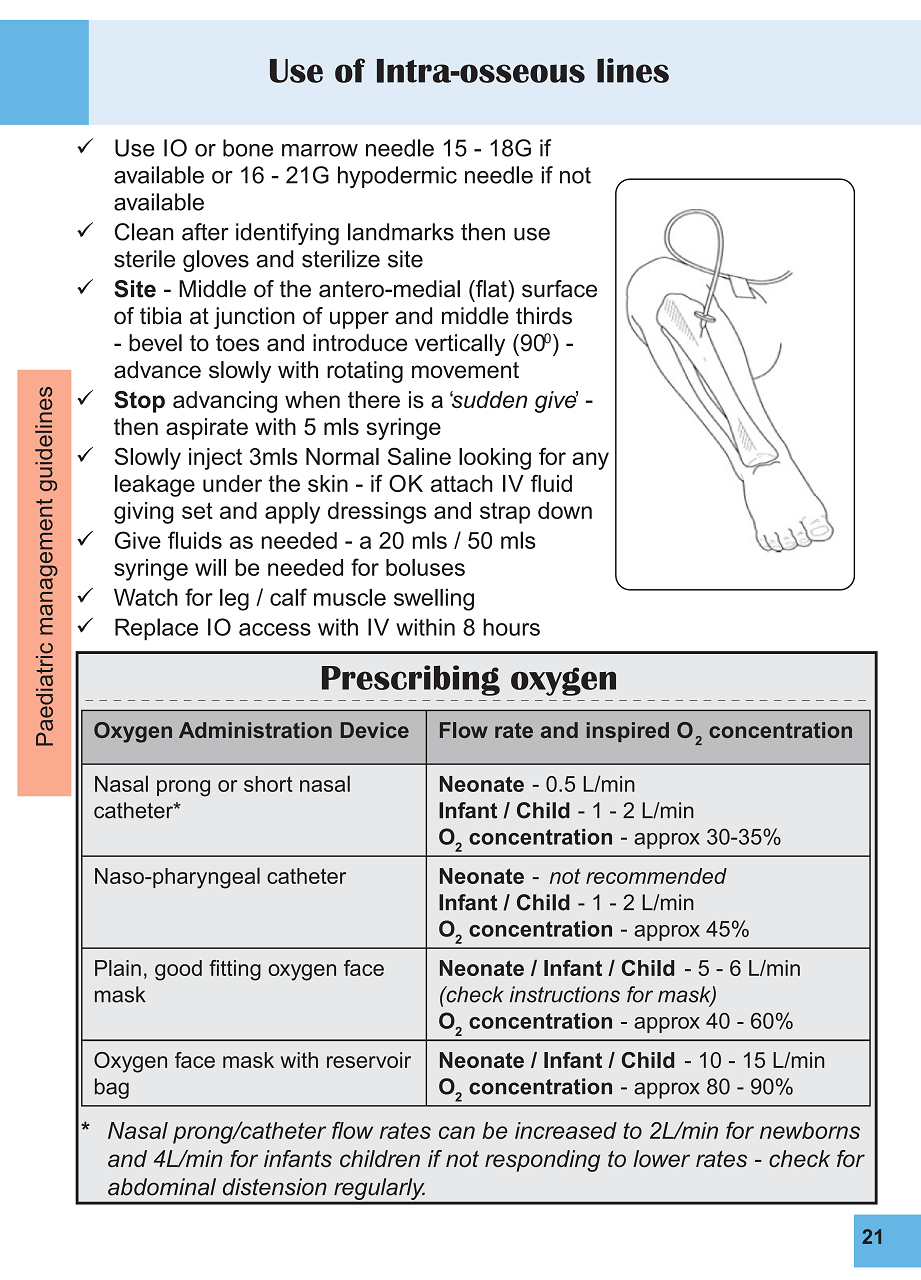 Use of Intra-osseous lines
✓ Use IO or bone marrow needle 15 - 18G if
available or 16 - 21G hypodermic needle if not
available
✓ Clean after identifying landmarks then use
sterile gloves and sterilize site
✓ Site - Middle of the antero-medial (flat) surface
of tibia at junction of upper and middle thirds
- bevel to toes and introduce vertically (90⁰) -
advance slowly with rotating movement
✓ Stop advancing when there is a ‘sudden give’ -
then aspirate with 5 mls syringe
✓ Slowly inject 3mls Normal Saline looking for any
leakage under the skin - if OK attach IV fluid
giving set and apply dressings and strap down
✓ Give fluids as needed - a 20 mls / 50 mls
syringe will be needed for boluses
✓ Watch for leg / calf muscle swelling
✓ Replace IO access with IV within 8 hours
Paediatric management guidelines
Prescribing oxygen
Oxygen Administration Device
Flow rate and inspired O₂ concentration
Nasal prong or short nasal
catheter*
Neonate - 0.5 L/min
Infant / Child - 1 - 2 L/min
O₂ concentration - approx 30-35%
Naso-pharyngeal catheter
Neonate - not recommended
Infant / Child - 1 - 2 L/min
O₂ concentration - approx 45%
Plain, good fitting oxygen face
mask
Neonate / Infant / Child - 5 - 6 L/min
(check instructions for mask)
O₂ concentration - approx 40 - 60%
Oxygen face mask with reservoir
bag
Neonate / Infant / Child - 10 - 15 L/min
O₂ concentration - approx 80 - 90%
* Nasal prong/catheter flow rates can be increased to 2L/min for newborns
and 4L/min for infants children if not responding to lower rates - check for
abdominal distension regularly.
21